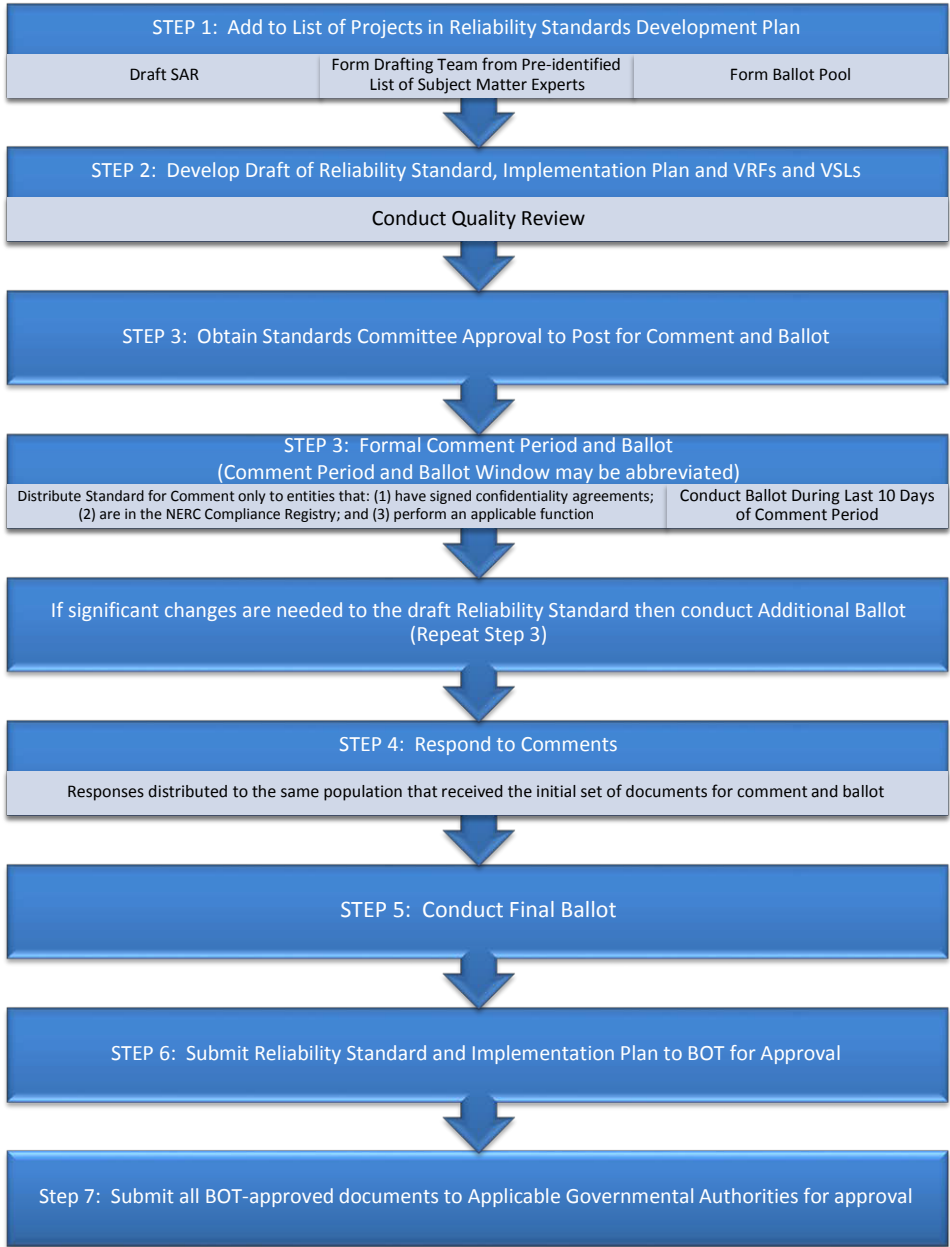 STEP 1: Add to List of Projects in Reliability Standards Development Plan
Draft SAR
Form Drafting Team from Pre-identified
List of Subject Matter Experts
Form Ballot Pool
STEP 2: Develop Draft of Reliability Standard, Implementation Plan and VRFs and VSLs
Conduct Quality Review
STEP 3: Obtain Standards Committee Approval to Post for Comment and Ballot
STEP 3: Formal Comment Period and Ballot
(Comment Period and Ballot Window may be abbreviated)
Distribute Standard for Comment only to entities that: (1) have signed confidentiality agreements;
(2) are in the NERC Compliance Registry; and (3) perform an applicable function
Conduct Ballot During Last 10 Days
of Comment Period
If significant changes are needed to the draft Reliability Standard then conduct Additional Ballot
(Repeat Step 3)
STEP 4: Respond to Comments
Responses distributed to the same population that received the initial set of documents for comment and ballot
STEP 5: Conduct Final Ballot
STEP 6: Submit Reliability Standard and Implementation Plan to BOT for Approval
Step 7: Submit all BOT-approved documents to Applicable Governmental Authorities for approval